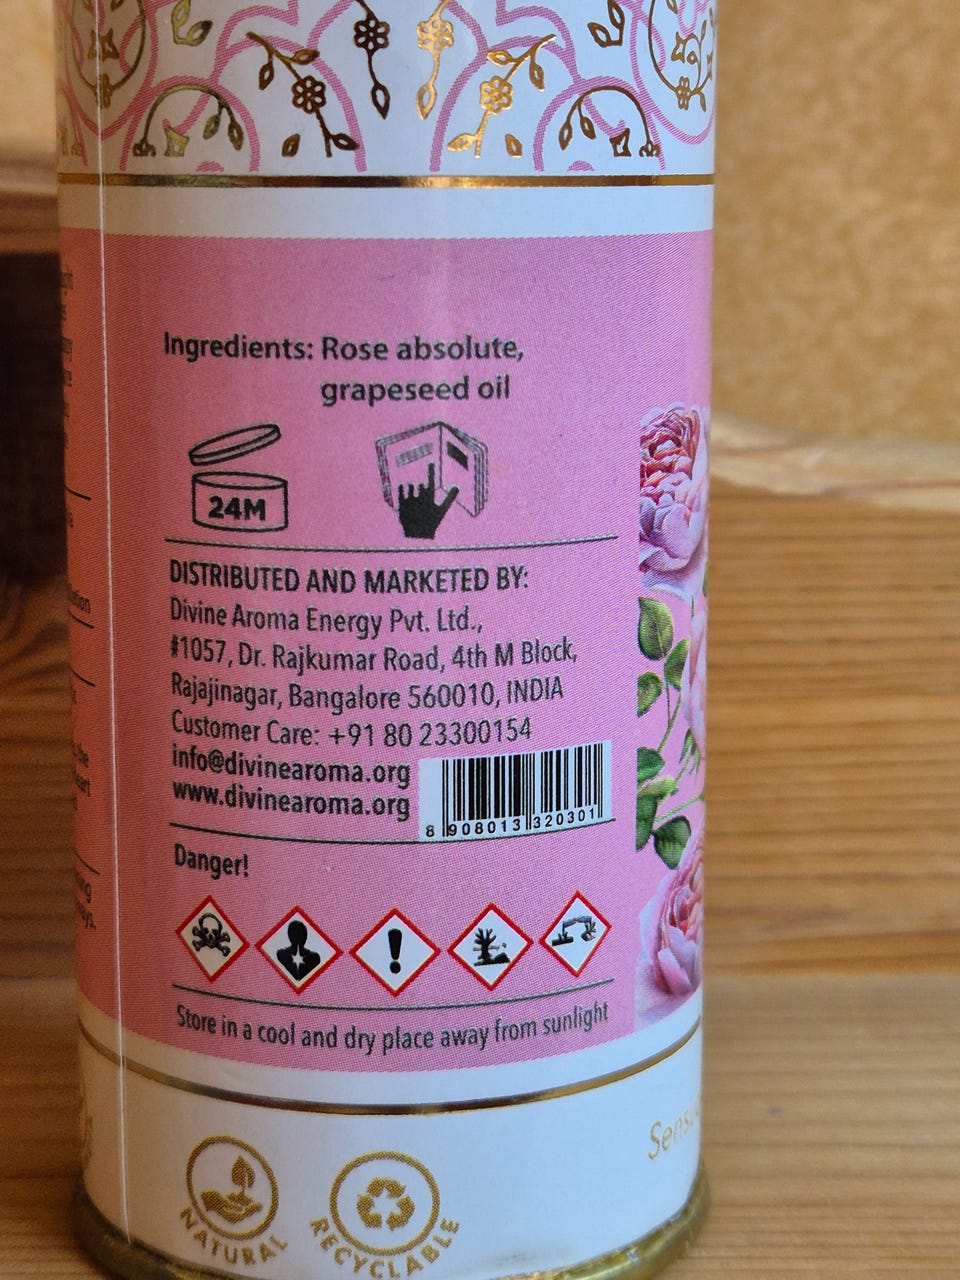 Ingredients: Rose absolute,
grapeseed oil
24M
DISTRIBUTED AND MARKETED BY:
Divine Aroma Energy Pvt. Ltd.,
#1057, Dr. Rajkumar Road, 4th M Block,
Rajajinagar, Bangalore 560010, INDIA
Customer Care: +91 80 23300154
info@divinearoma.org
www.divinearoma.org
8 908013 320301
Danger!
Store in a cool and dry place away from sunlight
NATURAL
RECYCLABLE